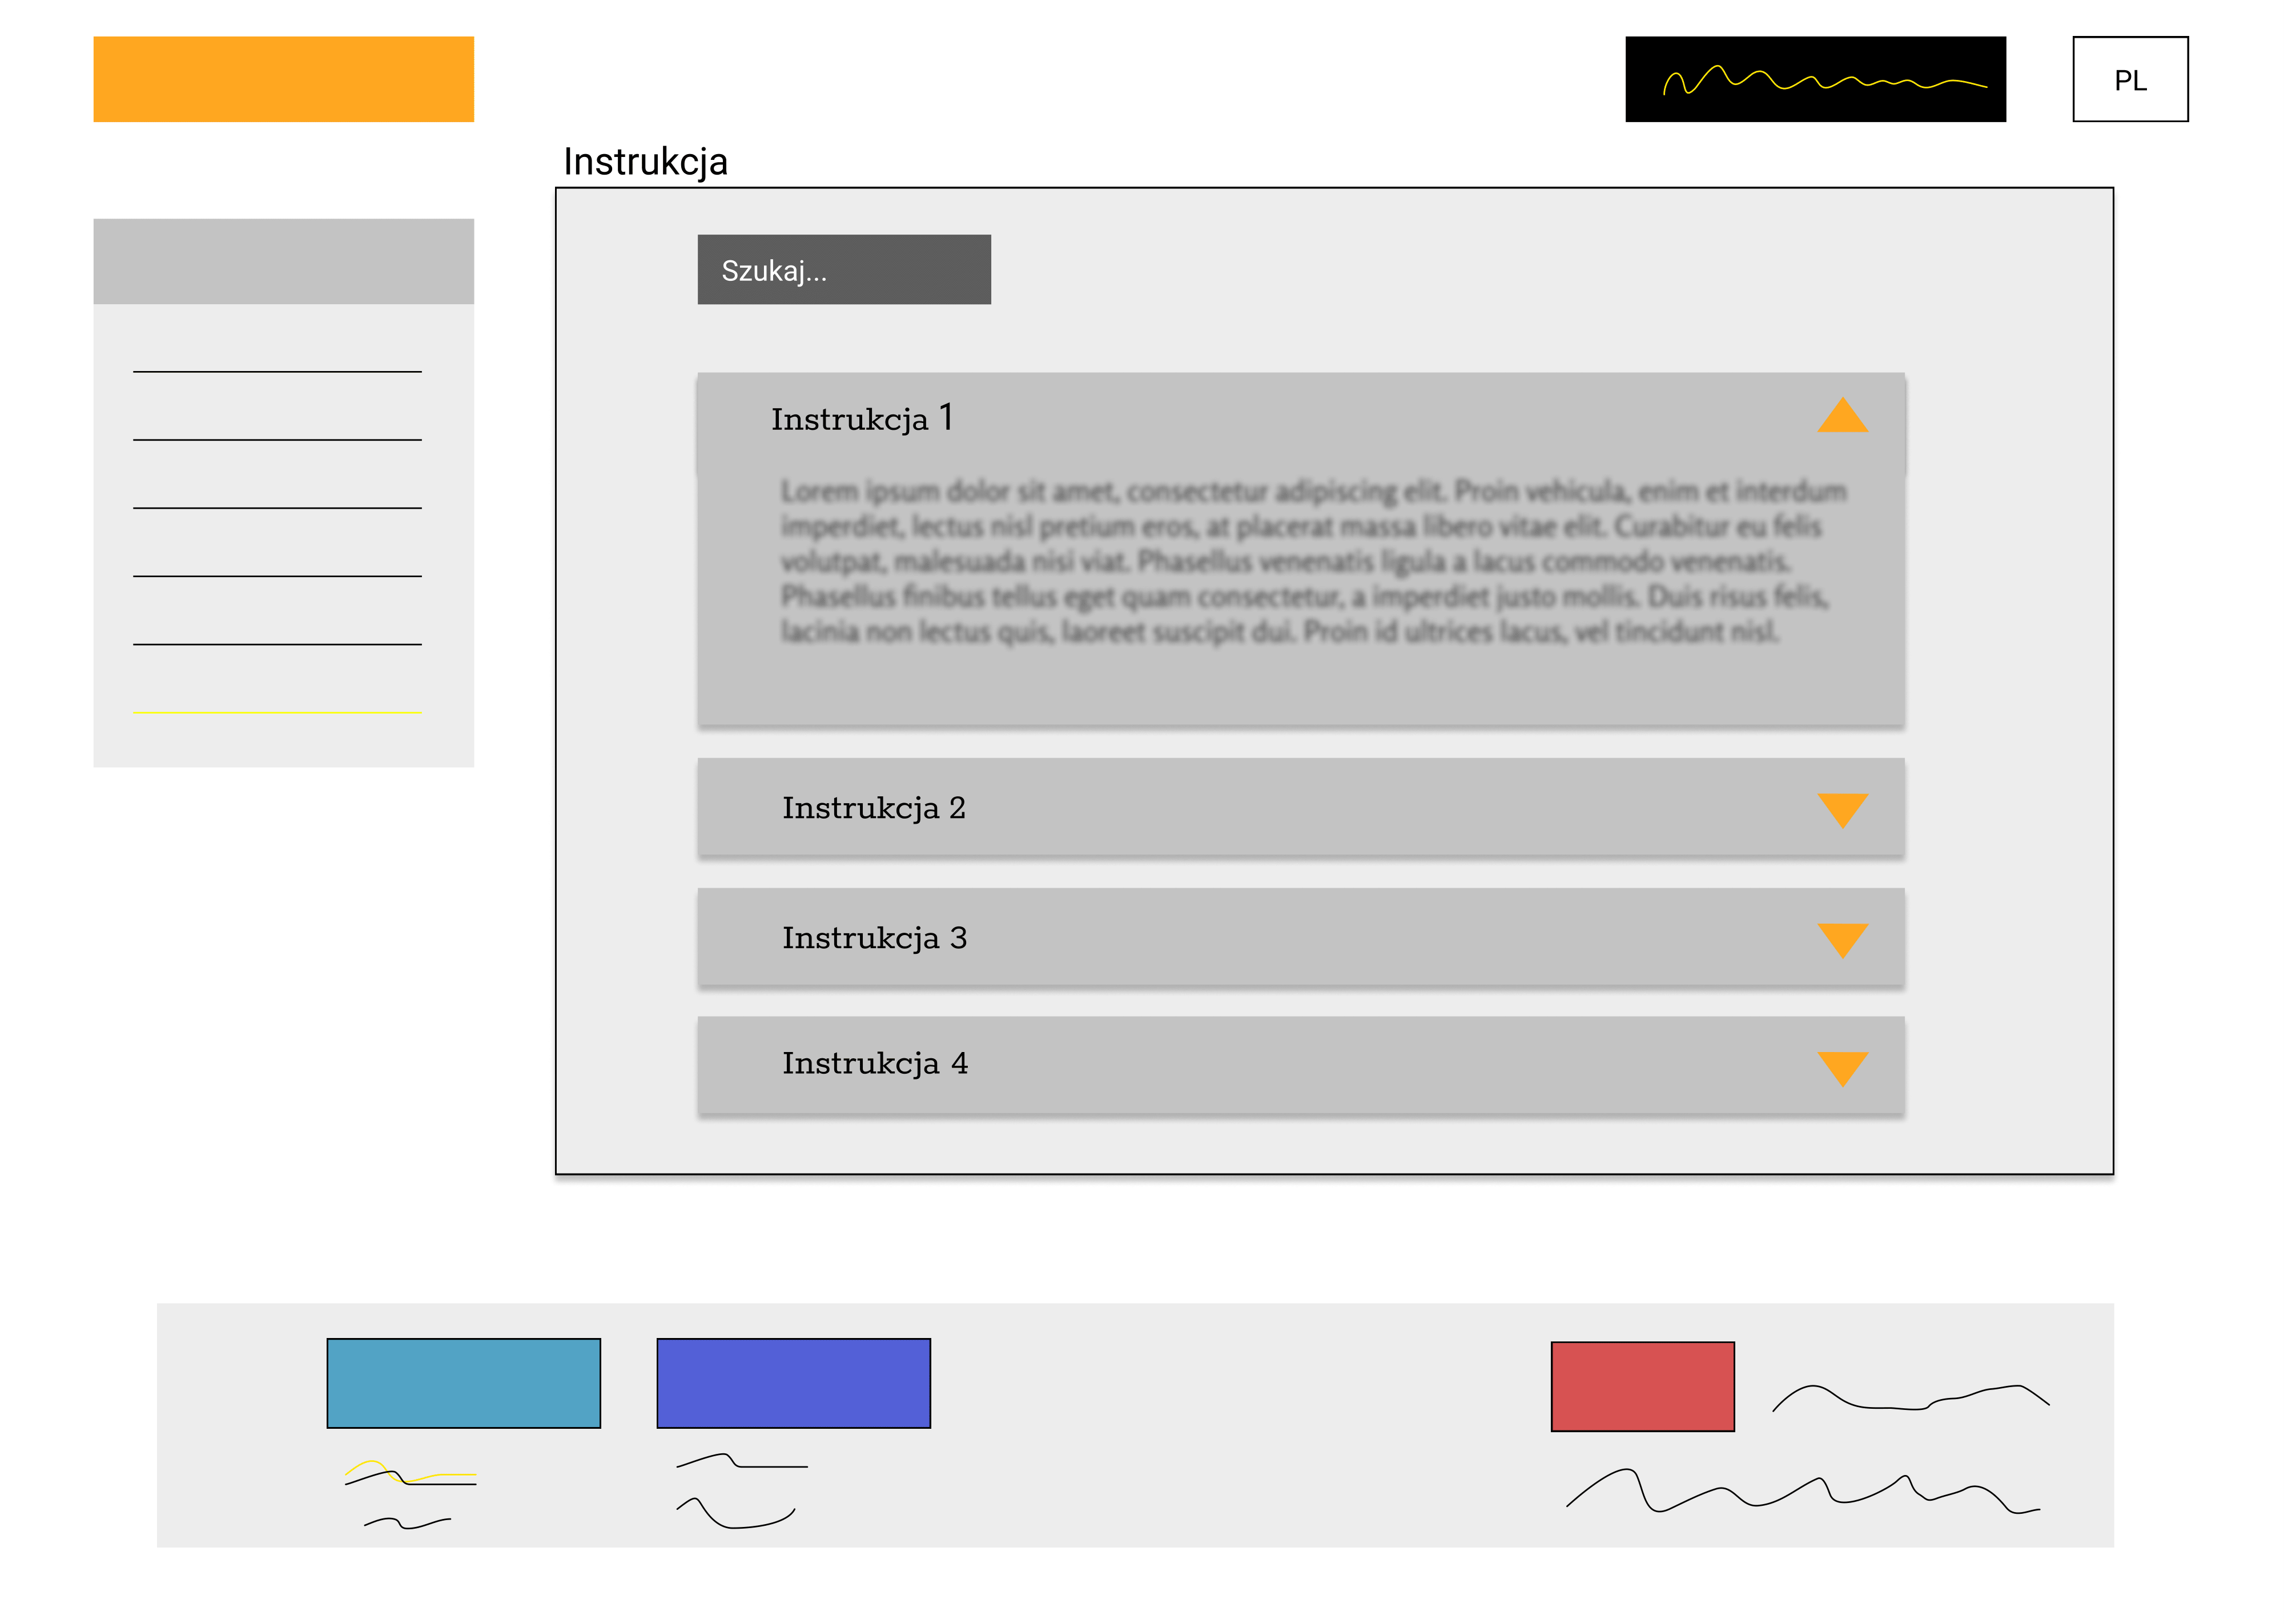 PL
Instrukcja
Szukaj...
Instrukcja 1
Lorem ipsum dolor sit amet, consectetur adipiscing elit. Proin vehicula, enim et interdum
imperdiet, lectus nisl pretium eros, at placerat massa libero vitae elit. Curabitur eu felis
volutpat, malesuada nisi viat. Phasellus venenatis ligula a lacus commodo venenatis.
Phasellus finibus tellus eget quam consectetur, a imperdiet justo mollis. Duis risus felis,
lacinia non lectus quis, laoreet suscipit dui. Proin id ultrices lacus, vel tincidunt nisl.
Instrukcja 2
Instrukcja 3
Instrukcja 4